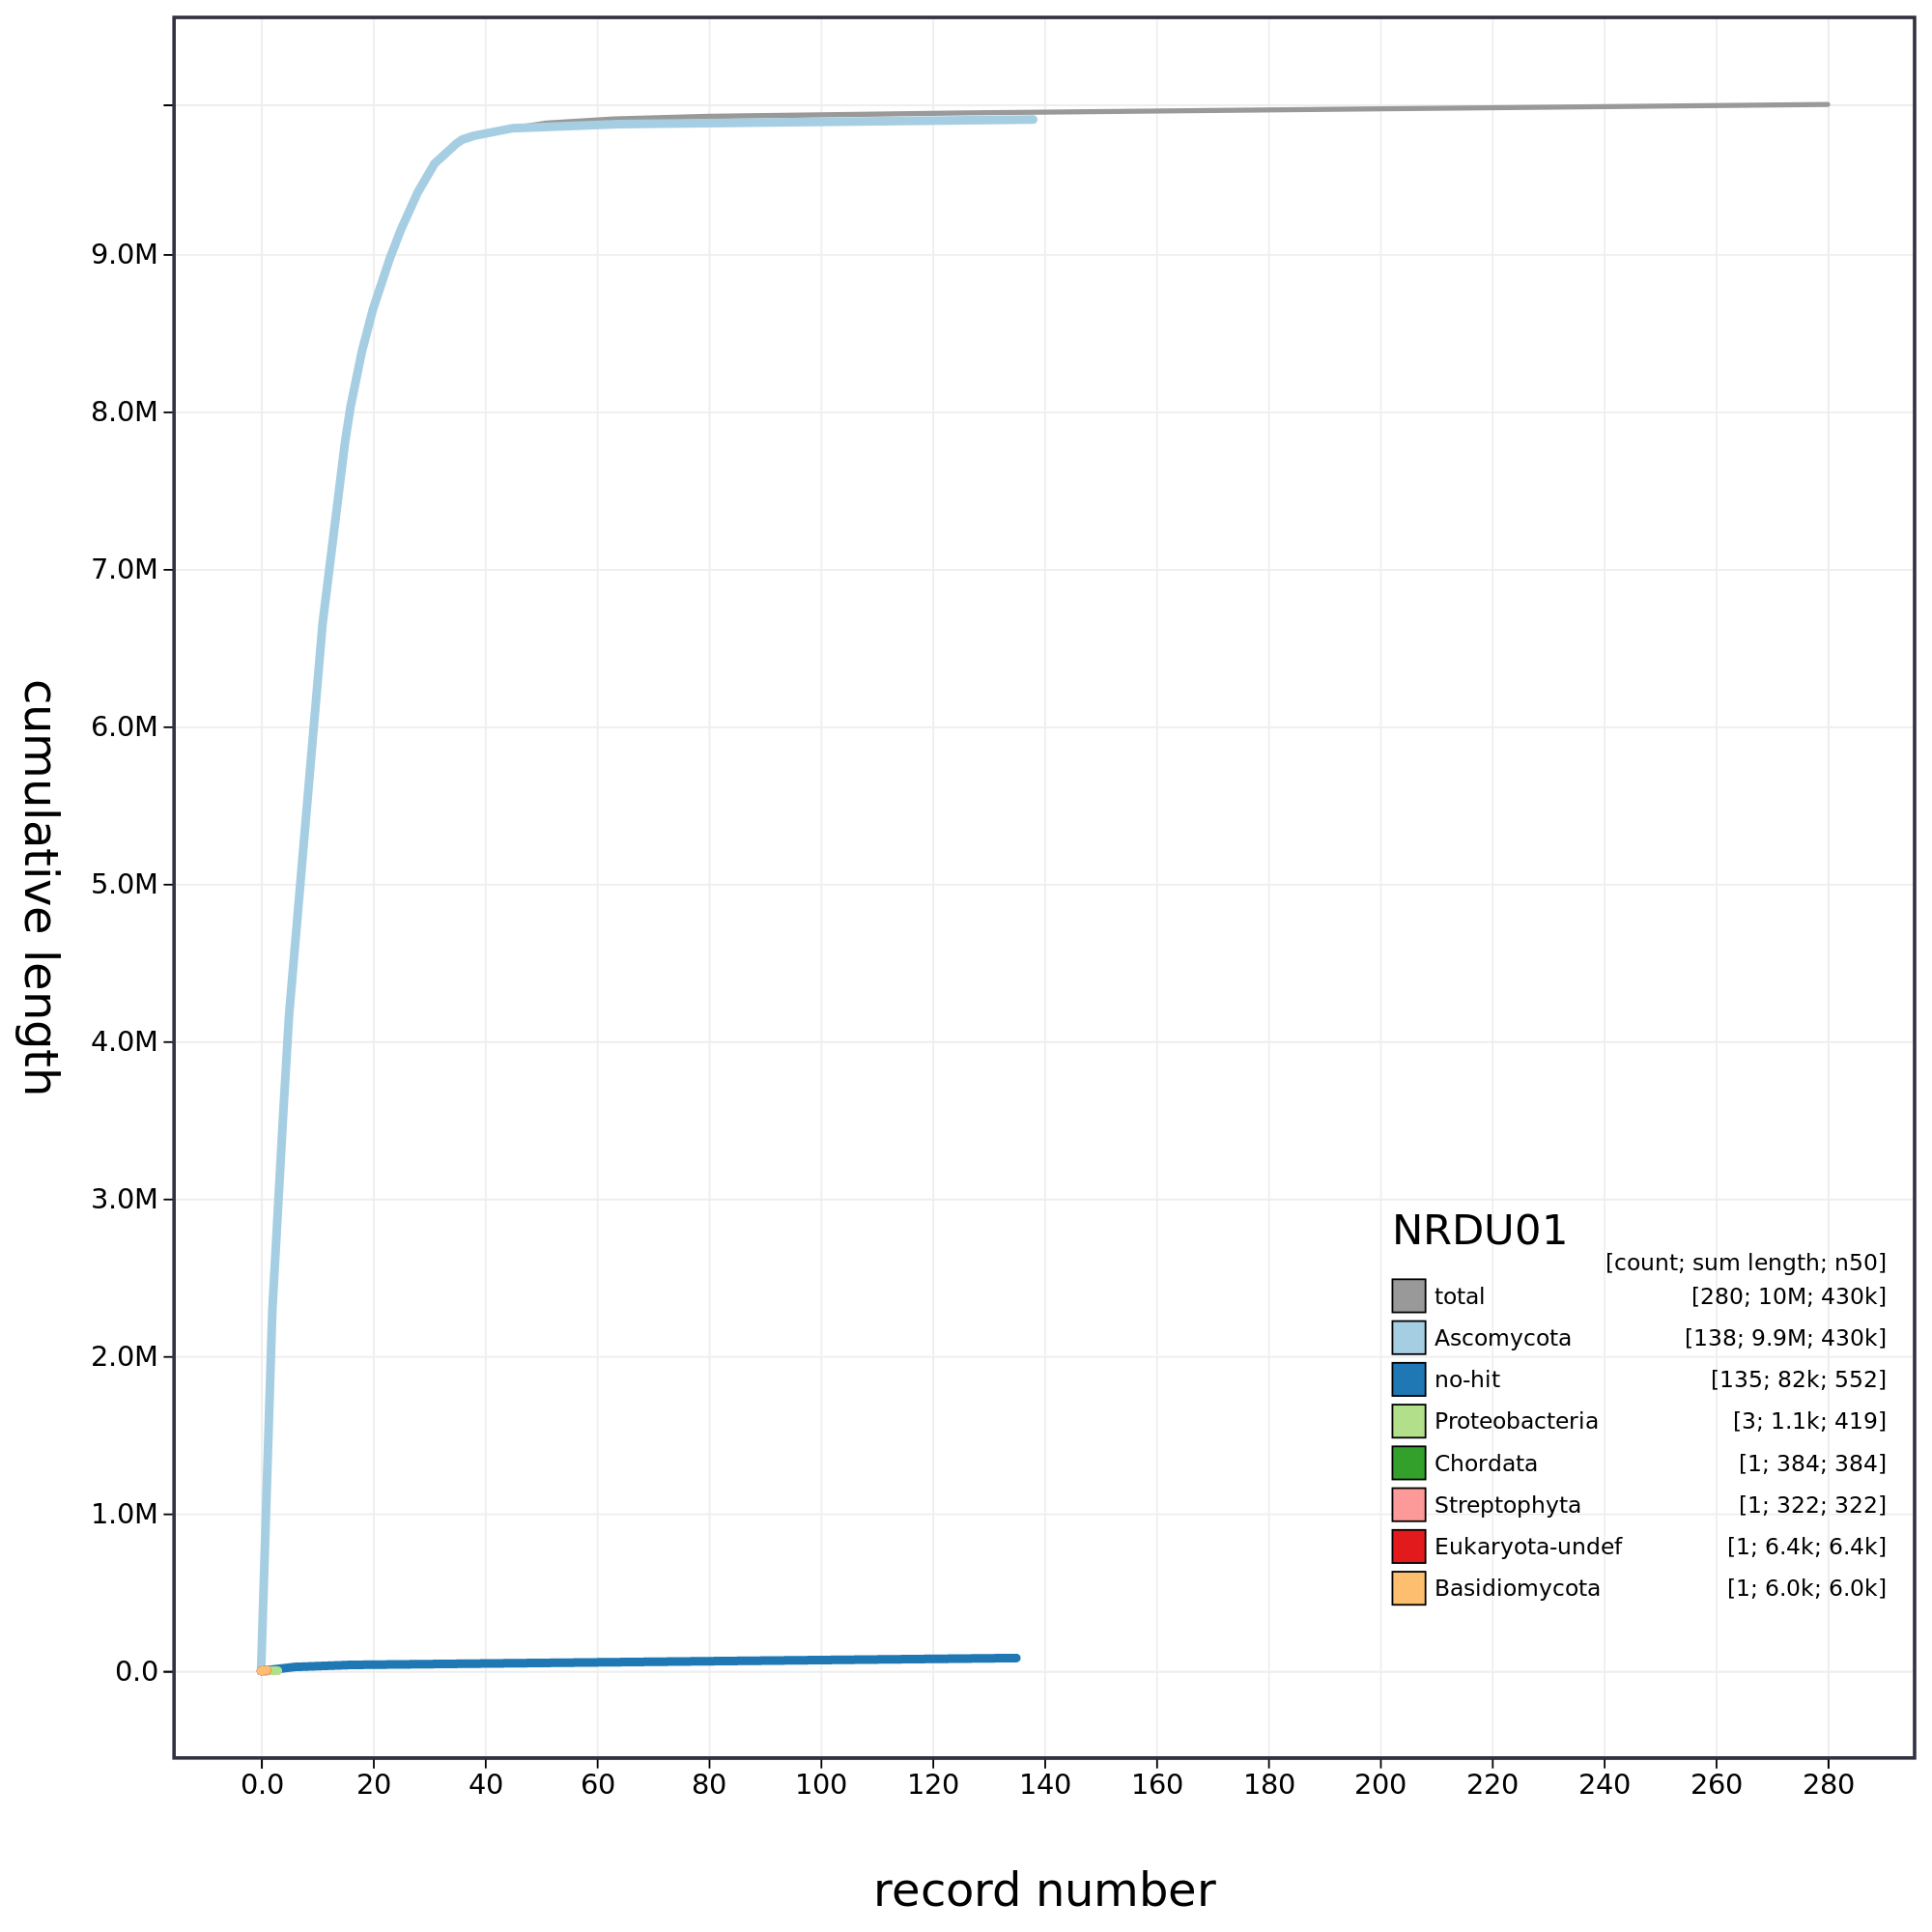 9.0M
8.0M
7.0M
6.0M
5.0M
4.0M
3.0M
2.0M
1.0M
0.0
cumulative length
NRDU01
[count; sum length; n50]
total [280; 10M; 430k]
Ascomycota [138; 9.9M; 430k]
no-hit [135; 82k; 552]
Proteobacteria [3; 1.1k; 419]
Chordata [1; 384; 384]
Streptophyta [1; 322; 322]
Eukaryota-undef [1; 6.4k; 6.4k]
Basidiomycota [1; 6.0k; 6.0k]
0.0 20 40 60 80 100 120 140 160 180 200 220 240 260 280
record number